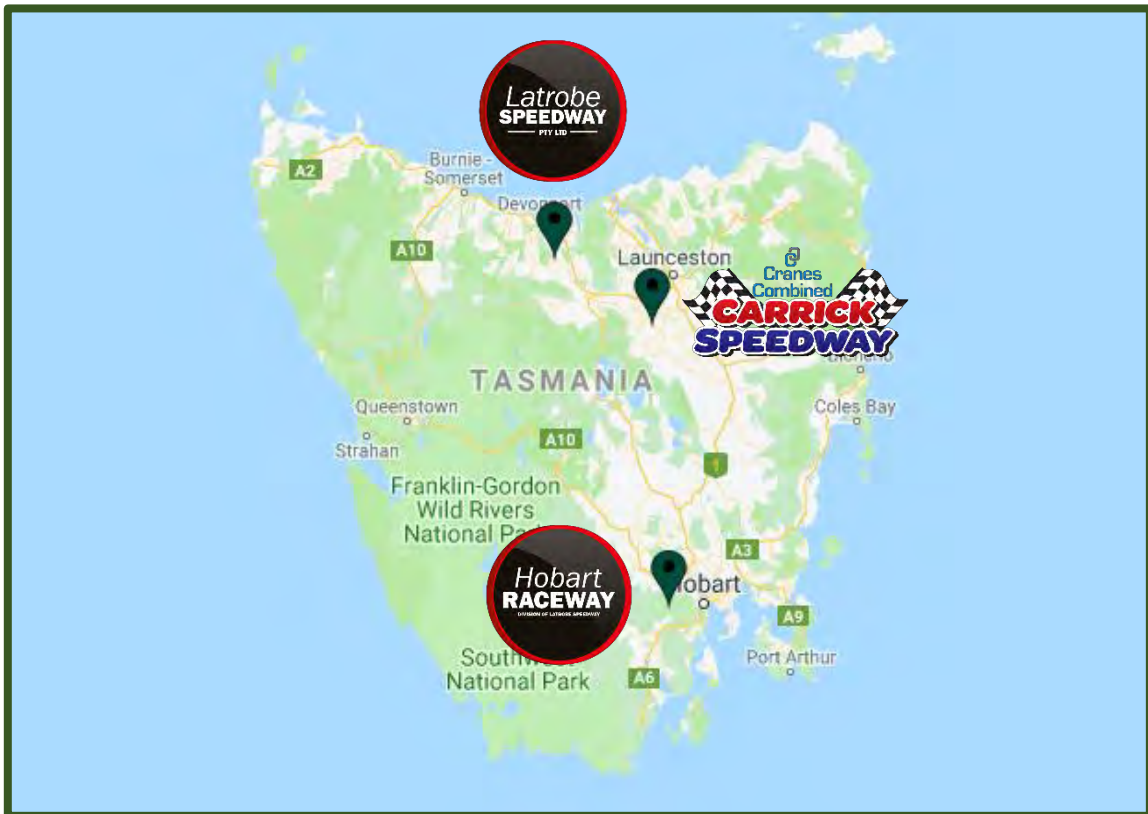 Latrobe
SPEEDWAY
PTY LTD
Burnie -
Somerset
A2
Devonport
A10
Launceston
Cranes
Combined
CARRICK
SPEEDWAY
Bicheno
TASMANIA
Queenstown
Coles Bay
A10
Strahan
1
Franklin-Gordon
Wild Rivers
National Park
A3
Hobart
RACEWAY
DIVISION OF LATROBE SPEEDWAY
Hobart
A9
Southwest
National Park
A6
Port Arthur